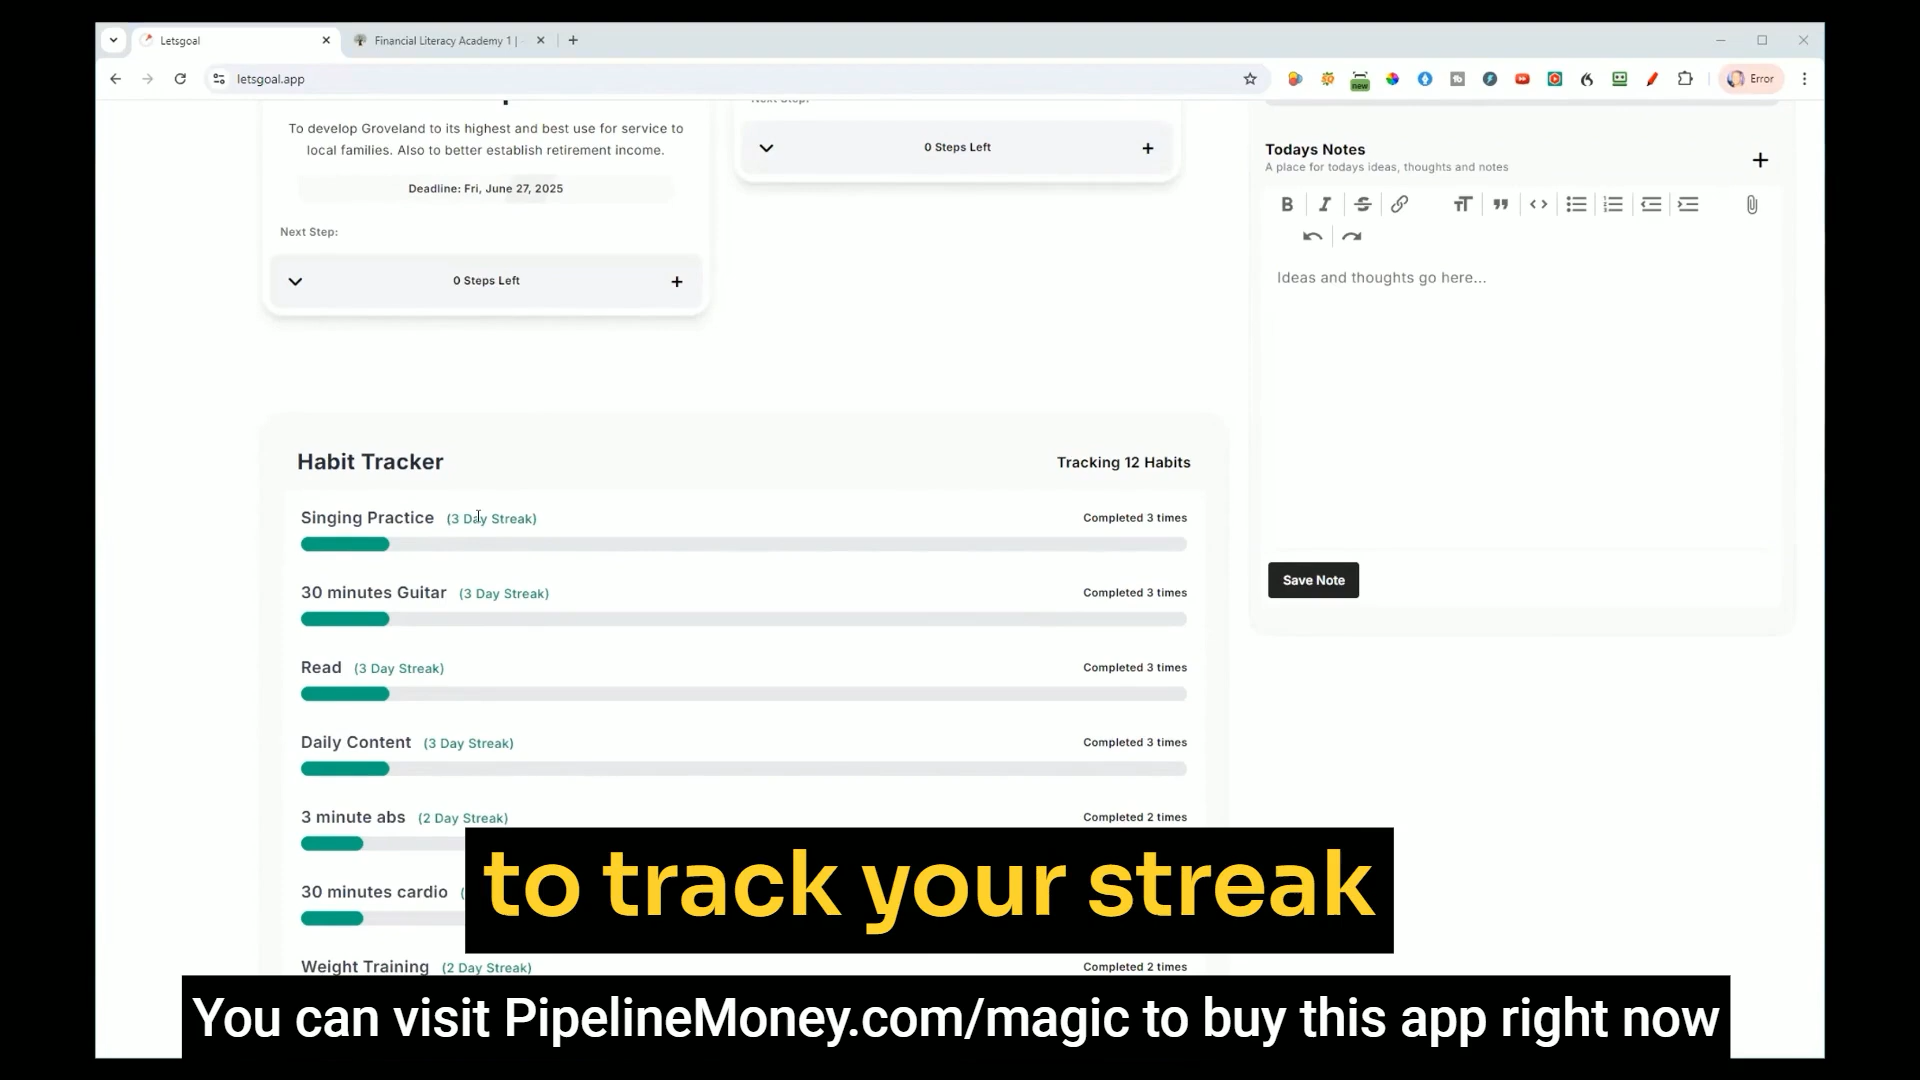 Letsgoal
Financial Literacy Academy 1 |
letsgoal.app
new
Error
To develop Groveland to its highest and best use for service to
local families. Also to better establish retirement income.
Deadline: Fri, June 27, 2025
Next Step:
0 Steps Left
Next Step:
0 Steps Left
Todays Notes
A place for todays ideas, thoughts and notes
Ideas and thoughts go here...
Save Note
Habit Tracker
Tracking 12 Habits
Singing Practice (3 Day Streak)
Completed 3 times
30 minutes Guitar (3 Day Streak)
Completed 3 times
Read (3 Day Streak)
Completed 3 times
Daily Content (3 Day Streak)
Completed 3 times
3 minute abs (2 Day Streak)
Completed 2 times
30 minutes cardio
Weight Training (2 Day Streak)
Completed 2 times
to track your streak
You can visit PipelineMoney.com/magic to buy this app right now